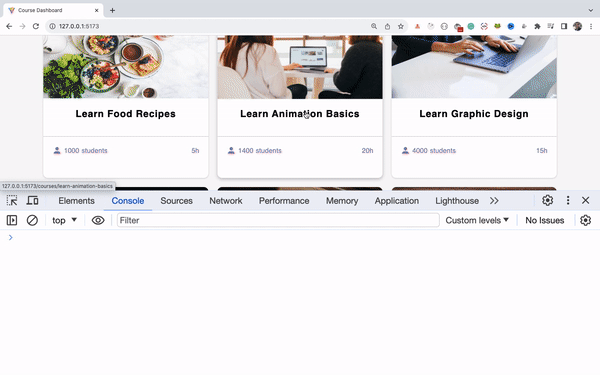 Course Dashboard
127.0.0.1:5173
Learn Food Recipes
Learn Animation Basics
Learn Graphic Design
1000 students
5h
1400 students
20h
4000 students
15h
127.0.0.1:5173/courses/learn-animation-basics
Elements
Console
Sources
Network
Performance
Memory
Application
Lighthouse
top
Filter
Custom levels
No Issues